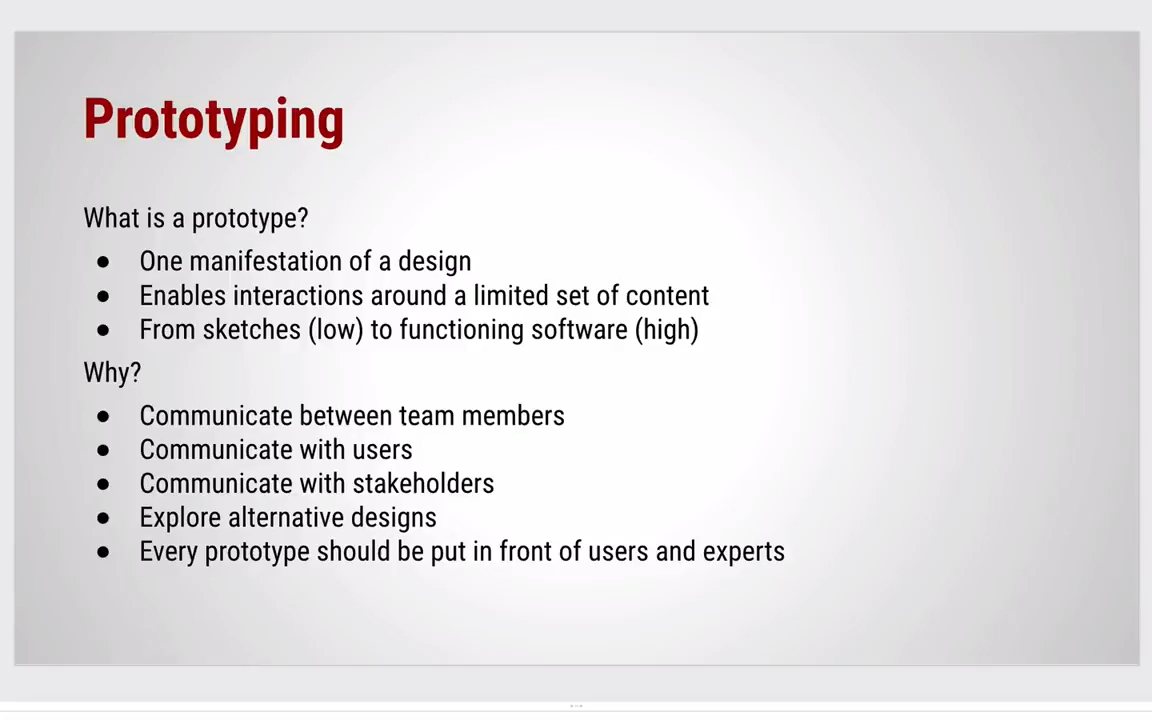 Prototyping
What is a prototype?
● One manifestation of a design
● Enables interactions around a limited set of content
● From sketches (low) to functioning software (high)
Why?
● Communicate between team members
● Communicate with users
● Communicate with stakeholders
● Explore alternative designs
● Every prototype should be put in front of users and experts